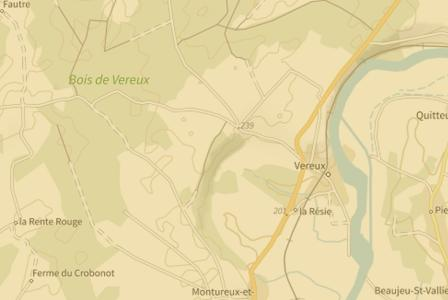 Fautre
Bois de Vereux
Quitteu
239
Vereux
201
la Résie
Pie
la Rente Rouge
Ferme du Crobonot
Montureux-et-
Beaujeu-St-Vallie